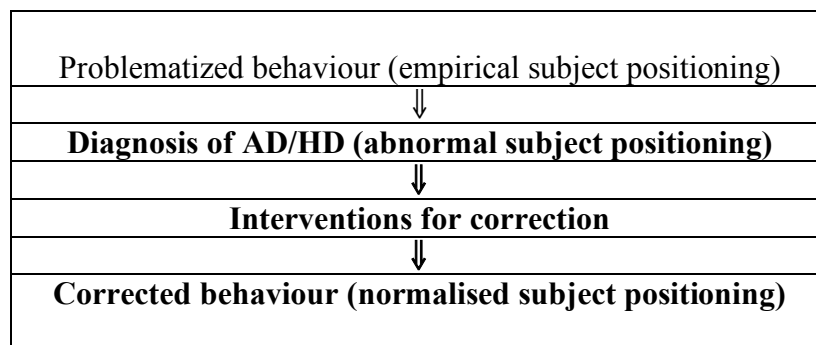 Problematized behaviour (empirical subject positioning)
⇓
Diagnosis of AD/HD (abnormal subject positioning)
⇓
Interventions for correction
⇓
Corrected behaviour (normalised subject positioning)